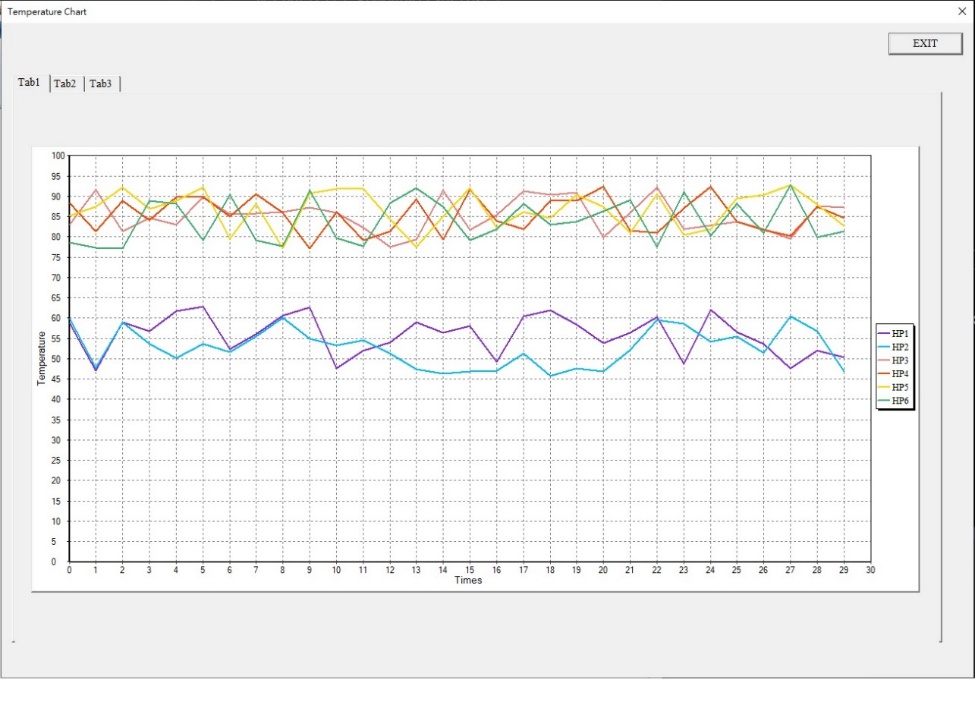 Temperature Chart
EXIT
Tab1 Tab2 Tab3
100
95
90
85
80
75
70
65
60
55
50
45
40
35
30
25
20
15
10
5
0
Temperature
0 1 2 3 4 5 6 7 8 9 10 11 12 13 14 15 16 17 18 19 20 21 22 23 24 25 26 27 28 29 30
Times
HP1
HP2
HP3
HP4
HP5
HP6